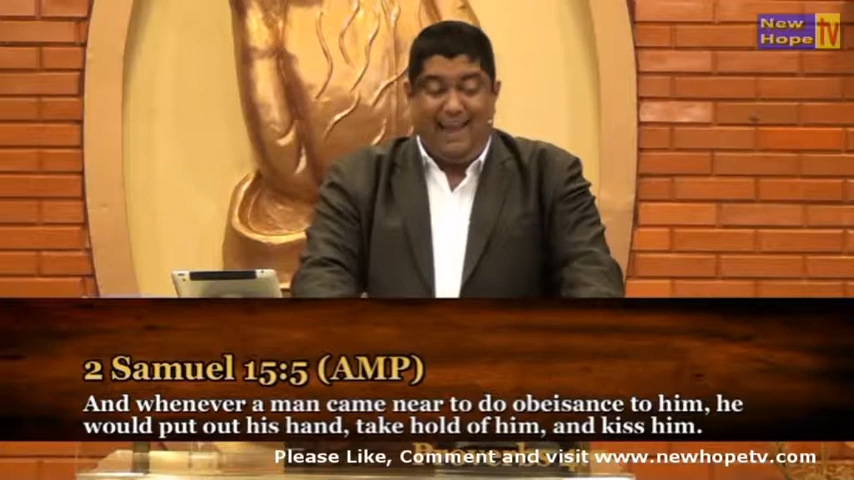 New
Hope TV
2 Samuel 15:5 (AMP)
And whenever a man came near to do obeisance to him, he
would put out his hand, take hold of him, and kiss him.
Please Like, Comment and visit www.newhopetv.com